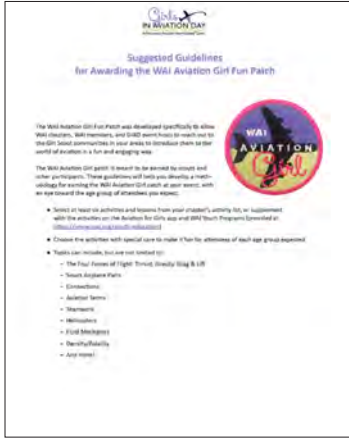 Girls
IN AVIATION DAY
Suggested Guidelines
for Awarding the WAI Aviation Girl Fun Patch
The WAI Aviation Girl Fun Patch was developed specifically to allow
WAI chapters, WAI members, and GIAD event hosts to reach out to
the Girl Scout communities in your areas to introduce them to the
world of aviation in a fun and engaging way.
WAI
AVIATION
Girl
The WAI Aviation Girl patch is meant to be earned by scouts and
other participants. These guidelines will help you develop a meth-
odology for earning the WAI Aviation Girl patch at your event, with
an eye toward the age group of attendees you expect.
• Select at least six activities and lessons from your chapter's activity list, or supplement
with the activities on the Aviation for Girls app and WAI Youth Programs
• Choose the activities with special care to make it fun for attendees of each age group expected
• Topics can include, but are not limited to:
– The Four Forces of Flight: Thrust, Gravity, Drag & Lift
– Airplane Parts
– Connections
– Aviation Terms
– Teamwork
– Helicopters
– Fluid Mechanics
– Density/Polarity
– And more!